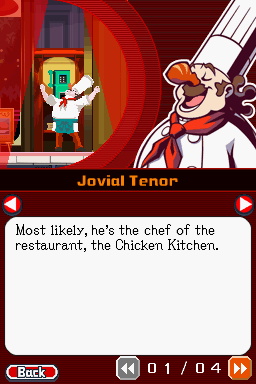 Jovial Tenor
Most likely, he's the chef of the
restaurant, the Chicken Kitchen.
Back
01/04